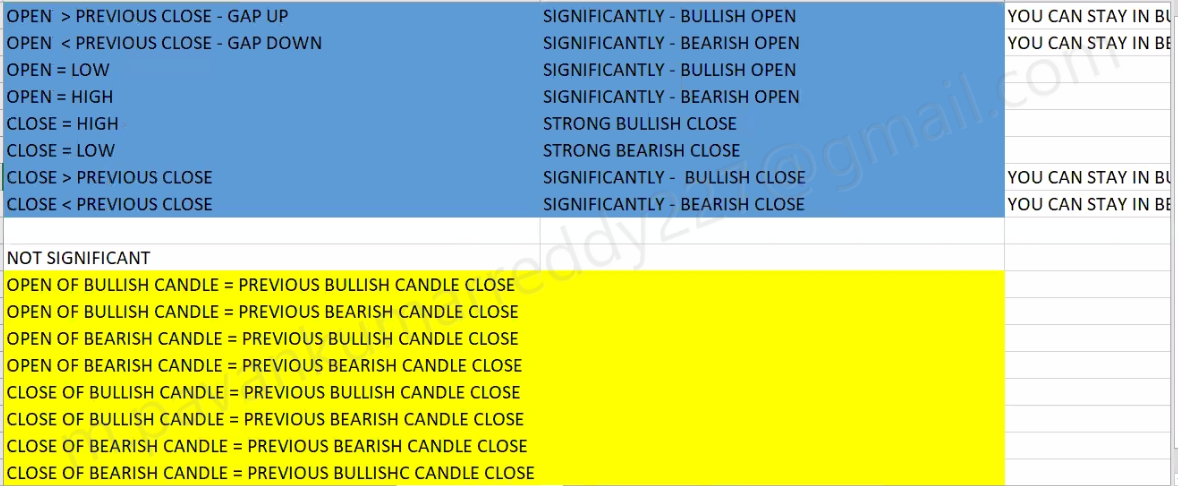 OPEN  > PREVIOUS CLOSE - GAP UP SIGNIFICANTLY - BULLISH OPEN YOU CAN STAY IN
OPEN  < PREVIOUS CLOSE - GAP DOWN SIGNIFICANTLY - BEARISH OPEN YOU CAN STAY IN
OPEN = LOW SIGNIFICANTLY - BULLISH OPEN
OPEN = HIGH SIGNIFICANTLY - BEARISH OPEN
CLOSE = HIGH STRONG BULLISH CLOSE
CLOSE = LOW STRONG BEARISH CLOSE
CLOSE > PREVIOUS CLOSE SIGNIFICANTLY -  BULLISH CLOSE YOU CAN STAY IN
CLOSE < PREVIOUS CLOSE SIGNIFICANTLY - BEARISH CLOSE YOU CAN STAY IN
NOT SIGNIFICANT
OPEN OF BULLISH CANDLE = PREVIOUS BULLISH CANDLE CLOSE
OPEN OF BULLISH CANDLE = PREVIOUS BEARISH CANDLE CLOSE
OPEN OF BEARISH CANDLE = PREVIOUS BULLISH CANDLE CLOSE
OPEN OF BEARISH CANDLE = PREVIOUS BEARISH CANDLE CLOSE
CLOSE OF BULLISH CANDLE = PREVIOUS BULLISH CANDLE CLOSE
CLOSE OF BULLISH CANDLE = PREVIOUS BEARISH CANDLE CLOSE
CLOSE OF BEARISH CANDLE = PREVIOUS BEARISH CANDLE CLOSE
CLOSE OF BEARISH CANDLE = PREVIOUS BULLISHC CANDLE CLOSE
m.pavankumarreddy227@gmail.com